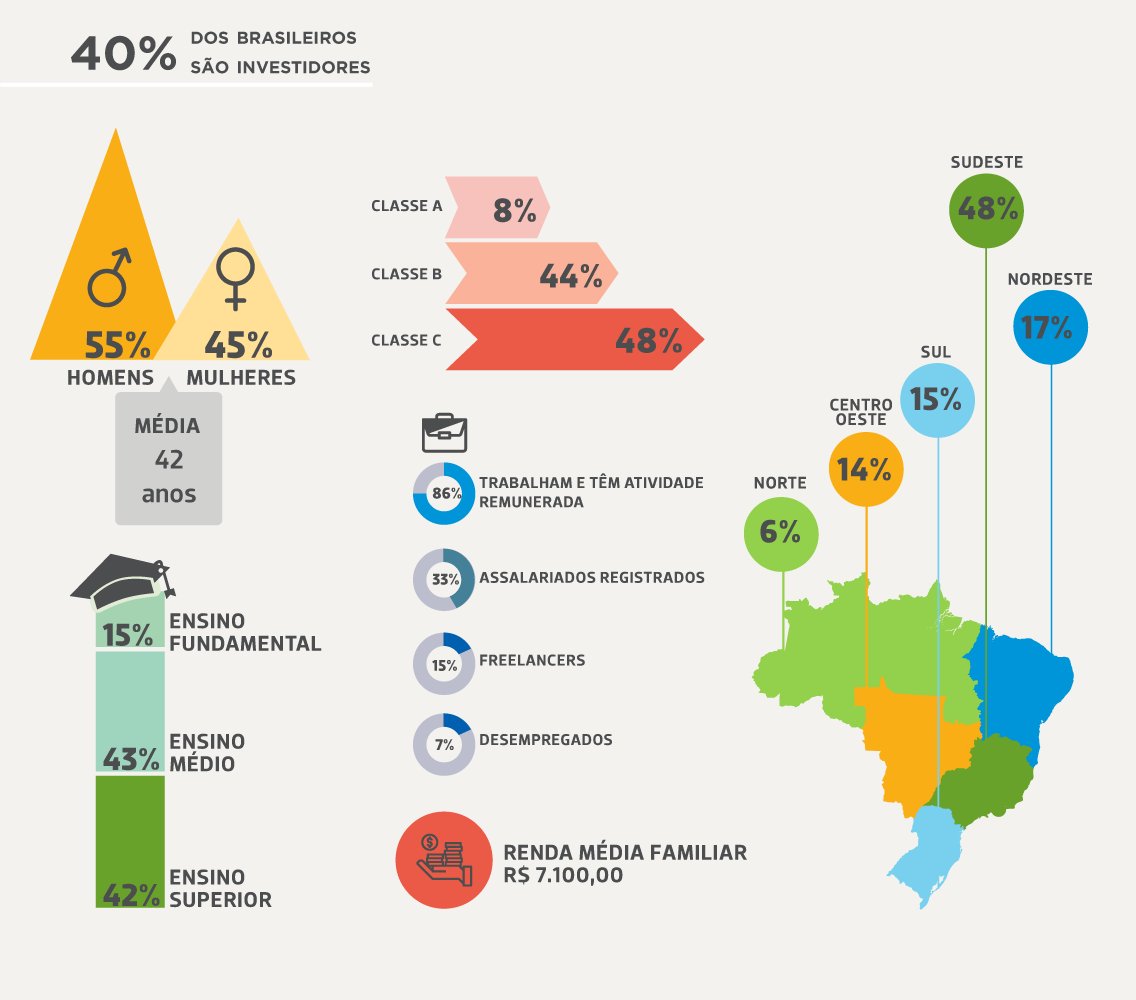 40%
DOS BRASILEIROS
SÃO INVESTIDORES
55%
45%
HOMENS
MULHERES
MÉDIA
42
anos
15%
ENSINO
FUNDAMENTAL
43%
ENSINO
MÉDIO
42%
ENSINO
SUPERIOR
CLASSE A
8%
CLASSE B
44%
CLASSE C
48%
86%
TRABALHAM E TÊM ATIVIDADE
REMUNERADA
33%
ASSALARIADOS REGISTRADOS
15%
FREELANCERS
7%
DESEMPREGADOS
$
RENDA MÉDIA FAMILIAR
R$ 7.100,00
SUDESTE
48%
NORDESTE
17%
SUL
15%
CENTRO
OESTE
14%
NORTE
6%